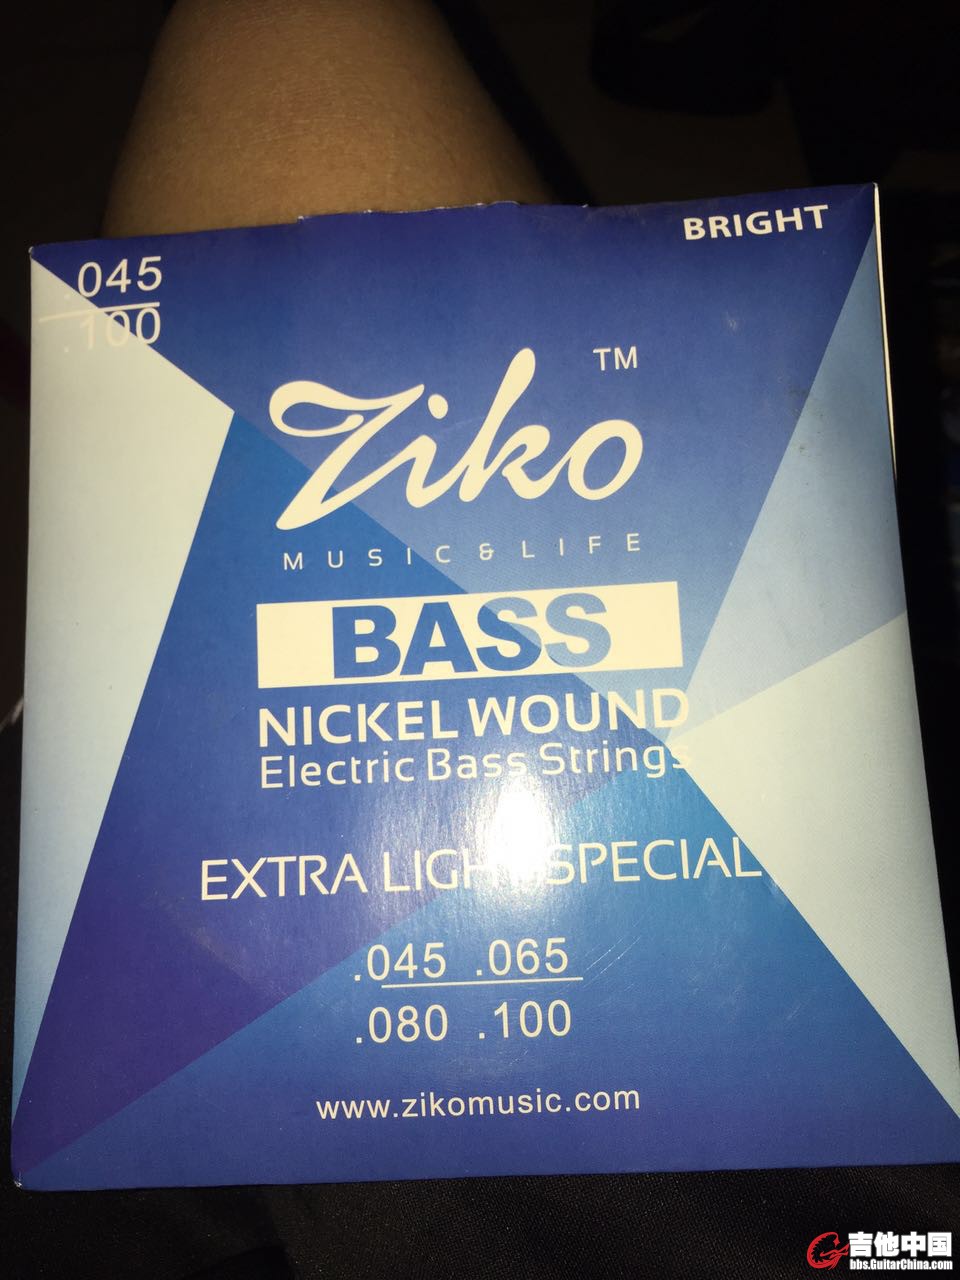 BRIGHT
.045
.100
Ziko
TM
MUSIC & LIFE
BASS
NICKEL WOUND
Electric Bass Strings
EXTRA LIGHT SPECIAL
.045 .065
.080 .100
www.zikomusic.com
吉他中国
bbs.GuitarChina.com